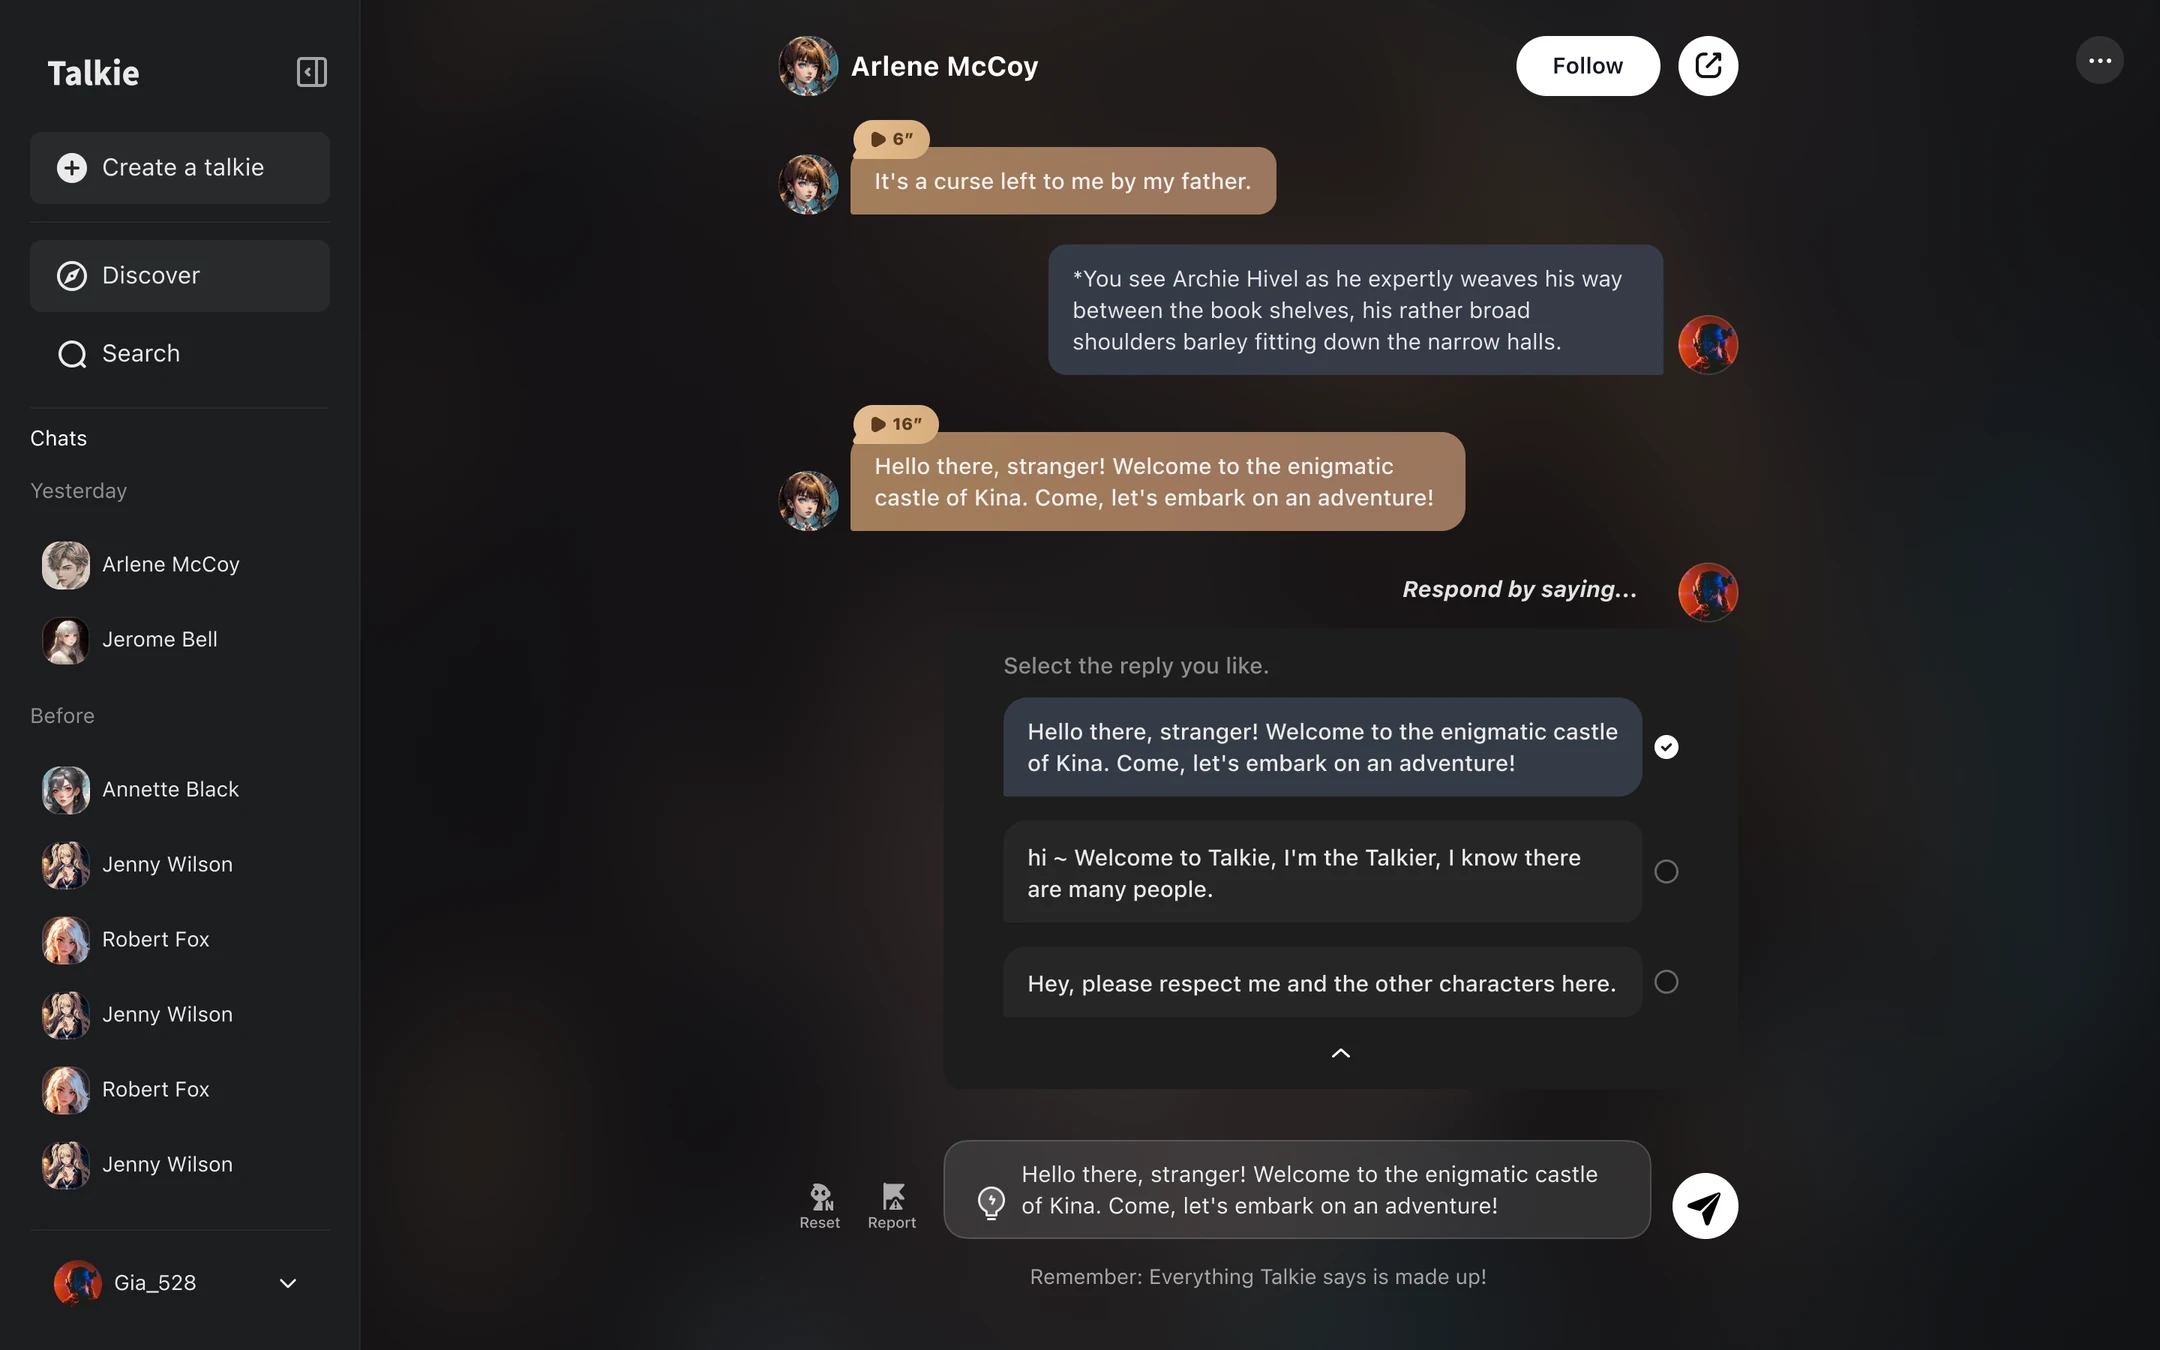 Talkie
Create a talkie
Discover
Search
Chats
Yesterday
Arlene McCoy
Jerome Bell
Before
Annette Black
Jenny Wilson
Robert Fox
Jenny Wilson
Robert Fox
Jenny Wilson
Gia_528
Arlene McCoy
Follow
6″
It's a curse left to me by my father.
*You see Archie Hivel as he expertly weaves his way
between the book shelves, his rather broad
shoulders barley fitting down the narrow halls.
16″
Hello there, stranger! Welcome to the enigmatic
castle of Kina. Come, let's embark on an adventure!
Respond by saying...
Select the reply you like.
Hello there, stranger! Welcome to the enigmatic castle
of Kina. Come, let's embark on an adventure!
hi ~ Welcome to Talkie, I'm the Talkier, I know there
are many people.
Hey, please respect me and the other characters here.
Reset
Report
Hello there, stranger! Welcome to the enigmatic castle
of Kina. Come, let's embark on an adventure!
Remember: Everything Talkie says is made up!